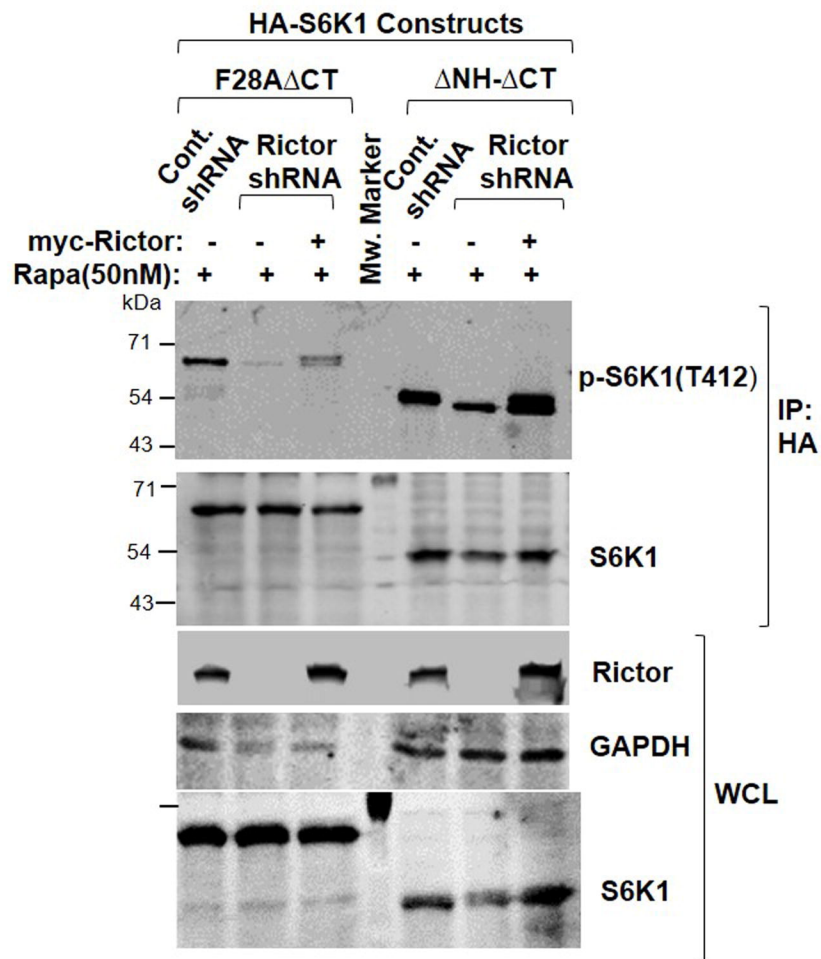 HA-S6K1 Constructs
F28AΔCT
ΔNH-ΔCT
Cont. shRNA
Rictor shRNA
Mw. Marker
Cont. shRNA
Rictor shRNA
myc-Rictor: - - + - - +
Rapa(50nM): + + + + + +
kDa
71
54
43
p-S6K1(T412)
71
54
43
S6K1
IP: HA
Rictor
GAPDH
S6K1
WCL